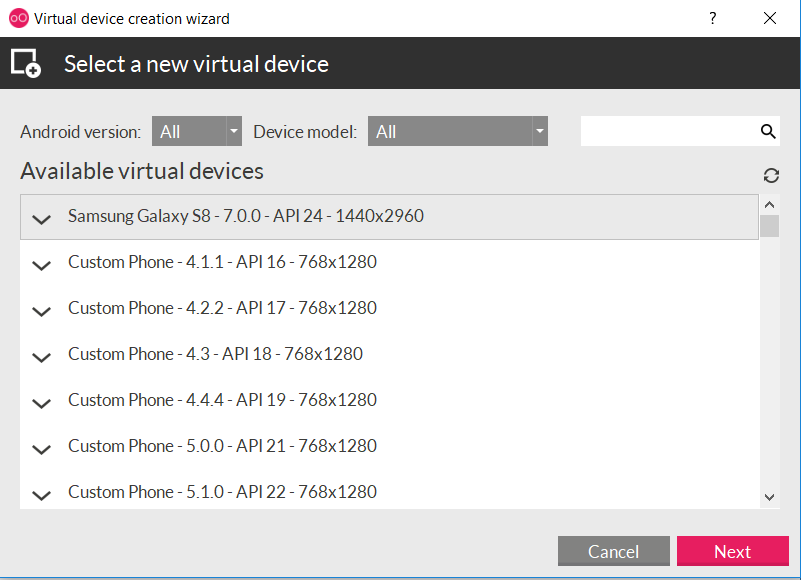 Virtual device creation wizard
Select a new virtual device
Android version: All Device model: All
Available virtual devices
Samsung Galaxy S8 - 7.0.0 - API 24 - 1440x2960
Custom Phone - 4.1.1 - API 16 - 768x1280
Custom Phone - 4.2.2 - API 17 - 768x1280
Custom Phone - 4.3 - API 18 - 768x1280
Custom Phone - 4.4.4 - API 19 - 768x1280
Custom Phone - 5.0.0 - API 21 - 768x1280
Custom Phone - 5.1.0 - API 22 - 768x1280
Cancel Next